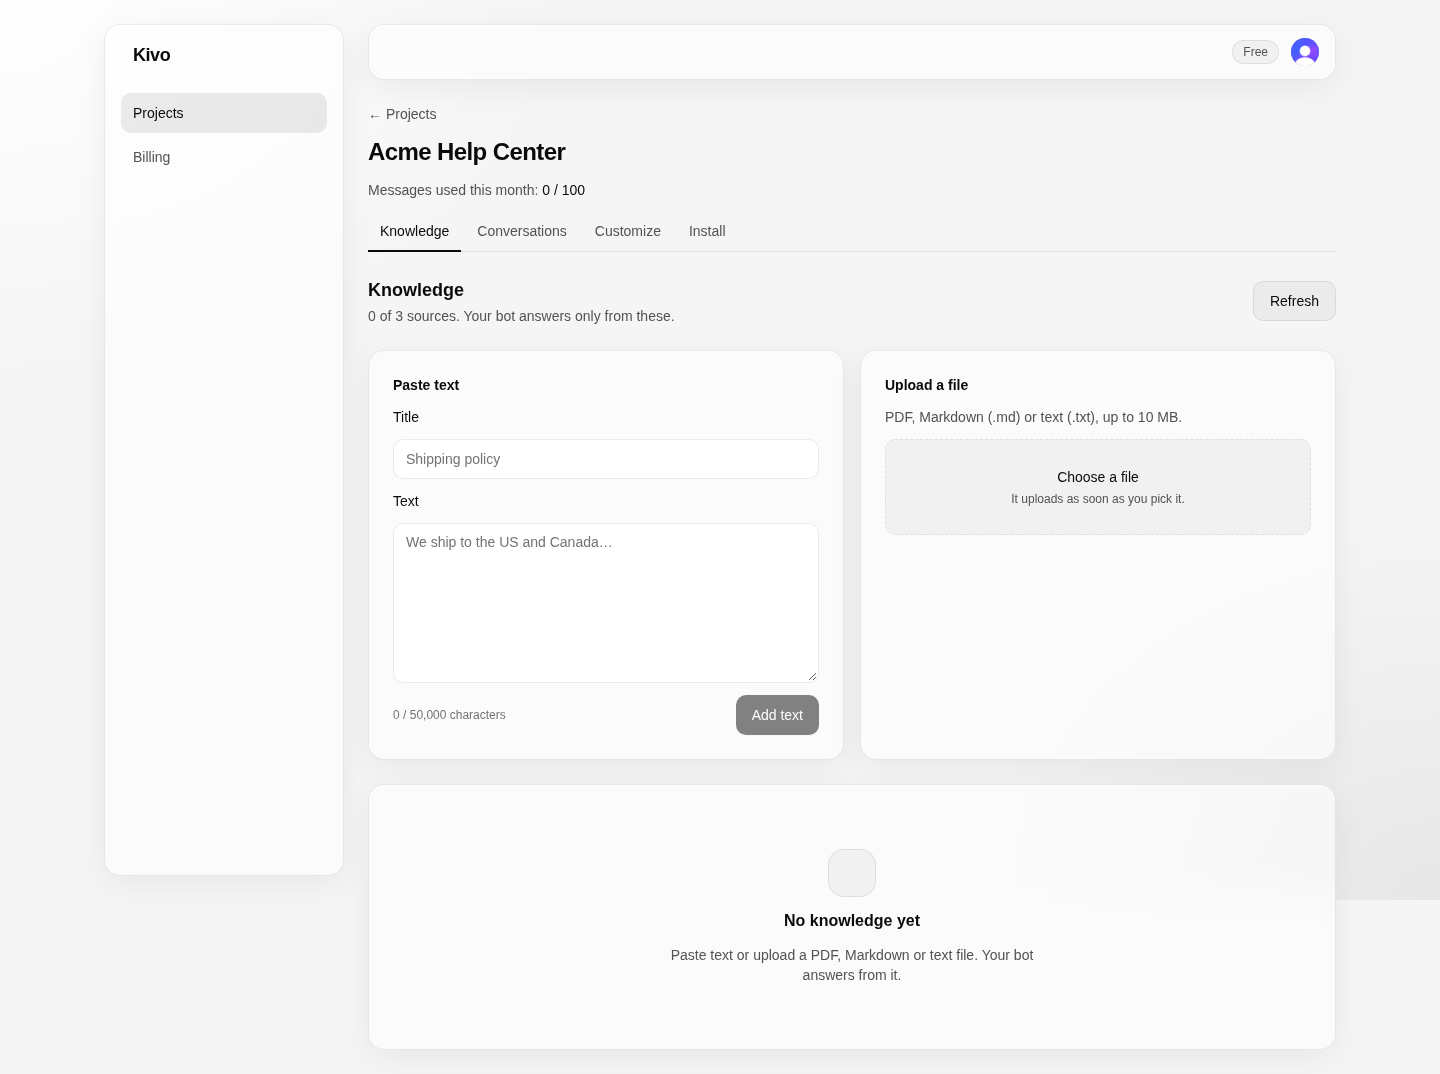 Kivo
Projects
Billing
Free
← Projects
Acme Help Center
Messages used this month: 0 / 100
Knowledge
Conversations
Customize
Install
Knowledge
0 of 3 sources. Your bot answers only from these.
Refresh
Paste text
Title
Shipping policy
Text
We ship to the US and Canada…
0 / 50,000 characters
Add text
Upload a file
PDF, Markdown (.md) or text (.txt), up to 10 MB.
Choose a file
It uploads as soon as you pick it.
No knowledge yet
Paste text or upload a PDF, Markdown or text file. Your bot
answers from it.